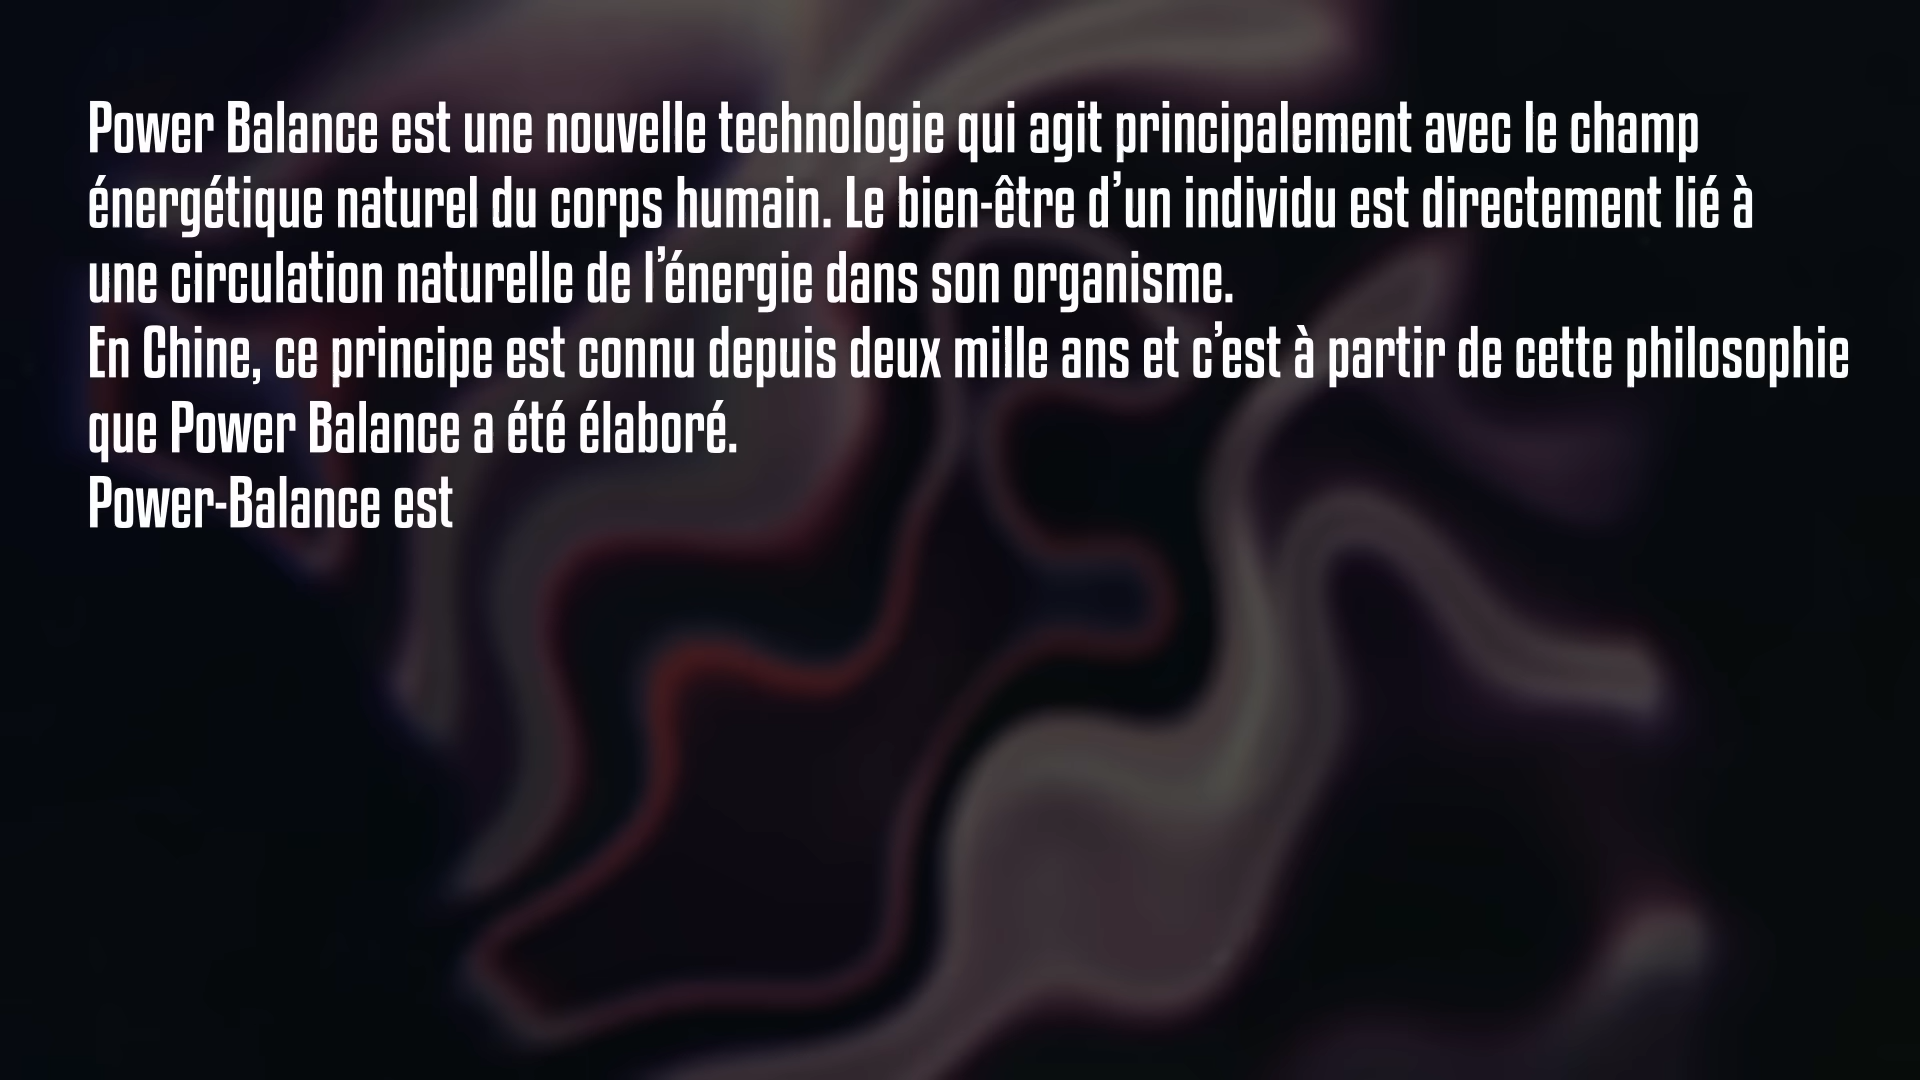 Power Balance est une nouvelle technologie qui agit principalement avec le champ
énergétique naturel du corps humain. Le bien-être d’un individu est directement lié à
une circulation naturelle de l’énergie dans son organisme.
En Chine, ce principe est connu depuis deux mille ans et c’est à partir de cette philosophie
que Power Balance a été élaboré.
Power-Balance est